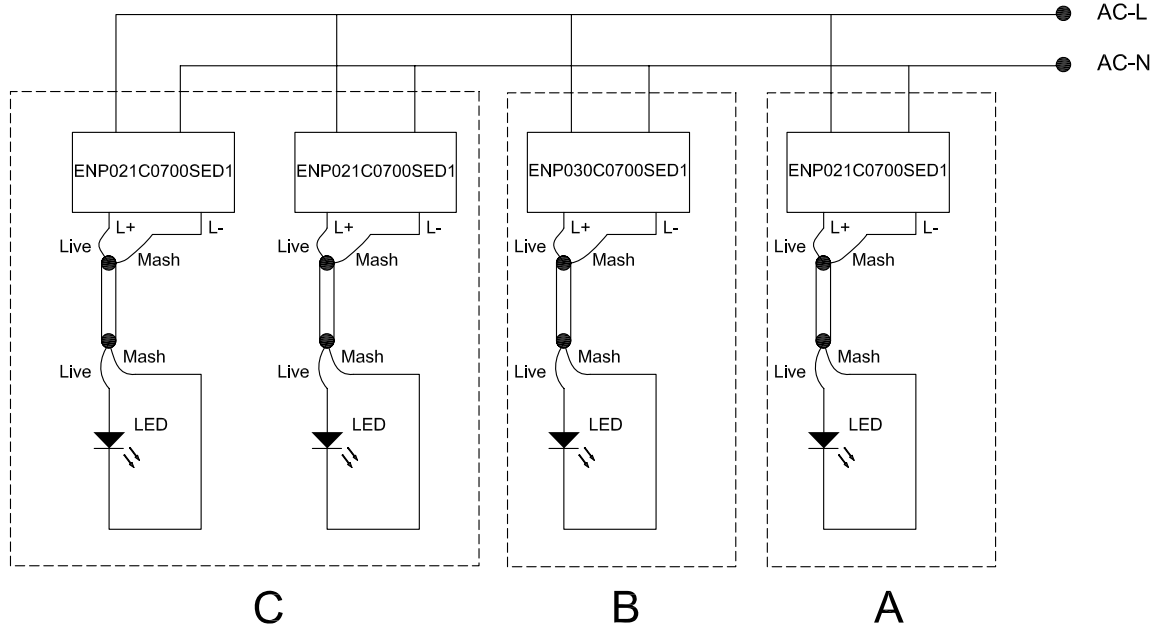 AC-L
AC-N
ENP021C0700SED1 ENP021C0700SED1 ENP030C0700SED1 ENP021C0700SED1
L+ L- L+ L- L+ L- L+ L-
Live Mash Live Mash Live Mash Live Mash
Live Mash Live Mash Live Mash Live Mash
LED LED LED LED
C B A